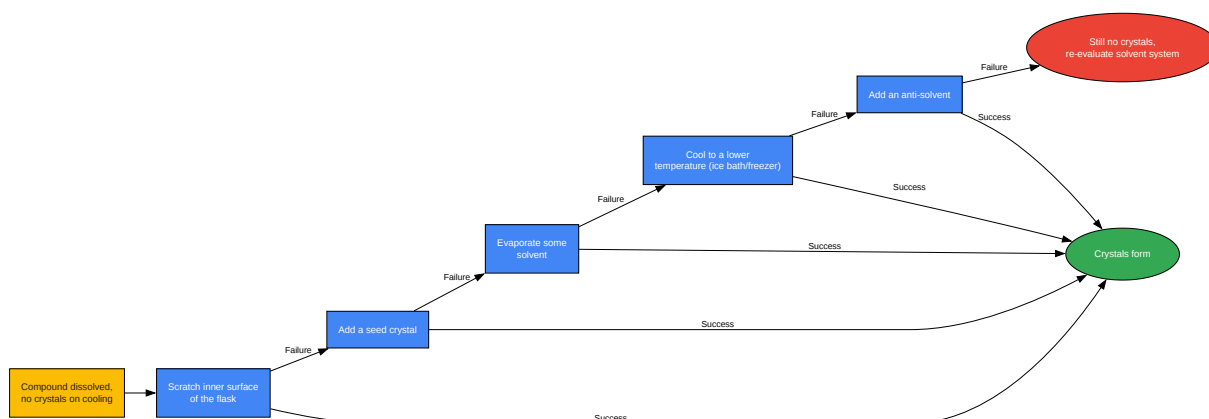 Compound dissolved,
no crystals on cooling
Scratch inner surface
of the flask
Failure
Success
Add a seed crystal
Failure
Success
Evaporate some
solvent
Failure
Success
Cool to a lower
temperature (ice bath/freezer)
Failure
Success
Add an anti-solvent
Failure
Success
Still no crystals,
re-evaluate solvent system
Crystals form